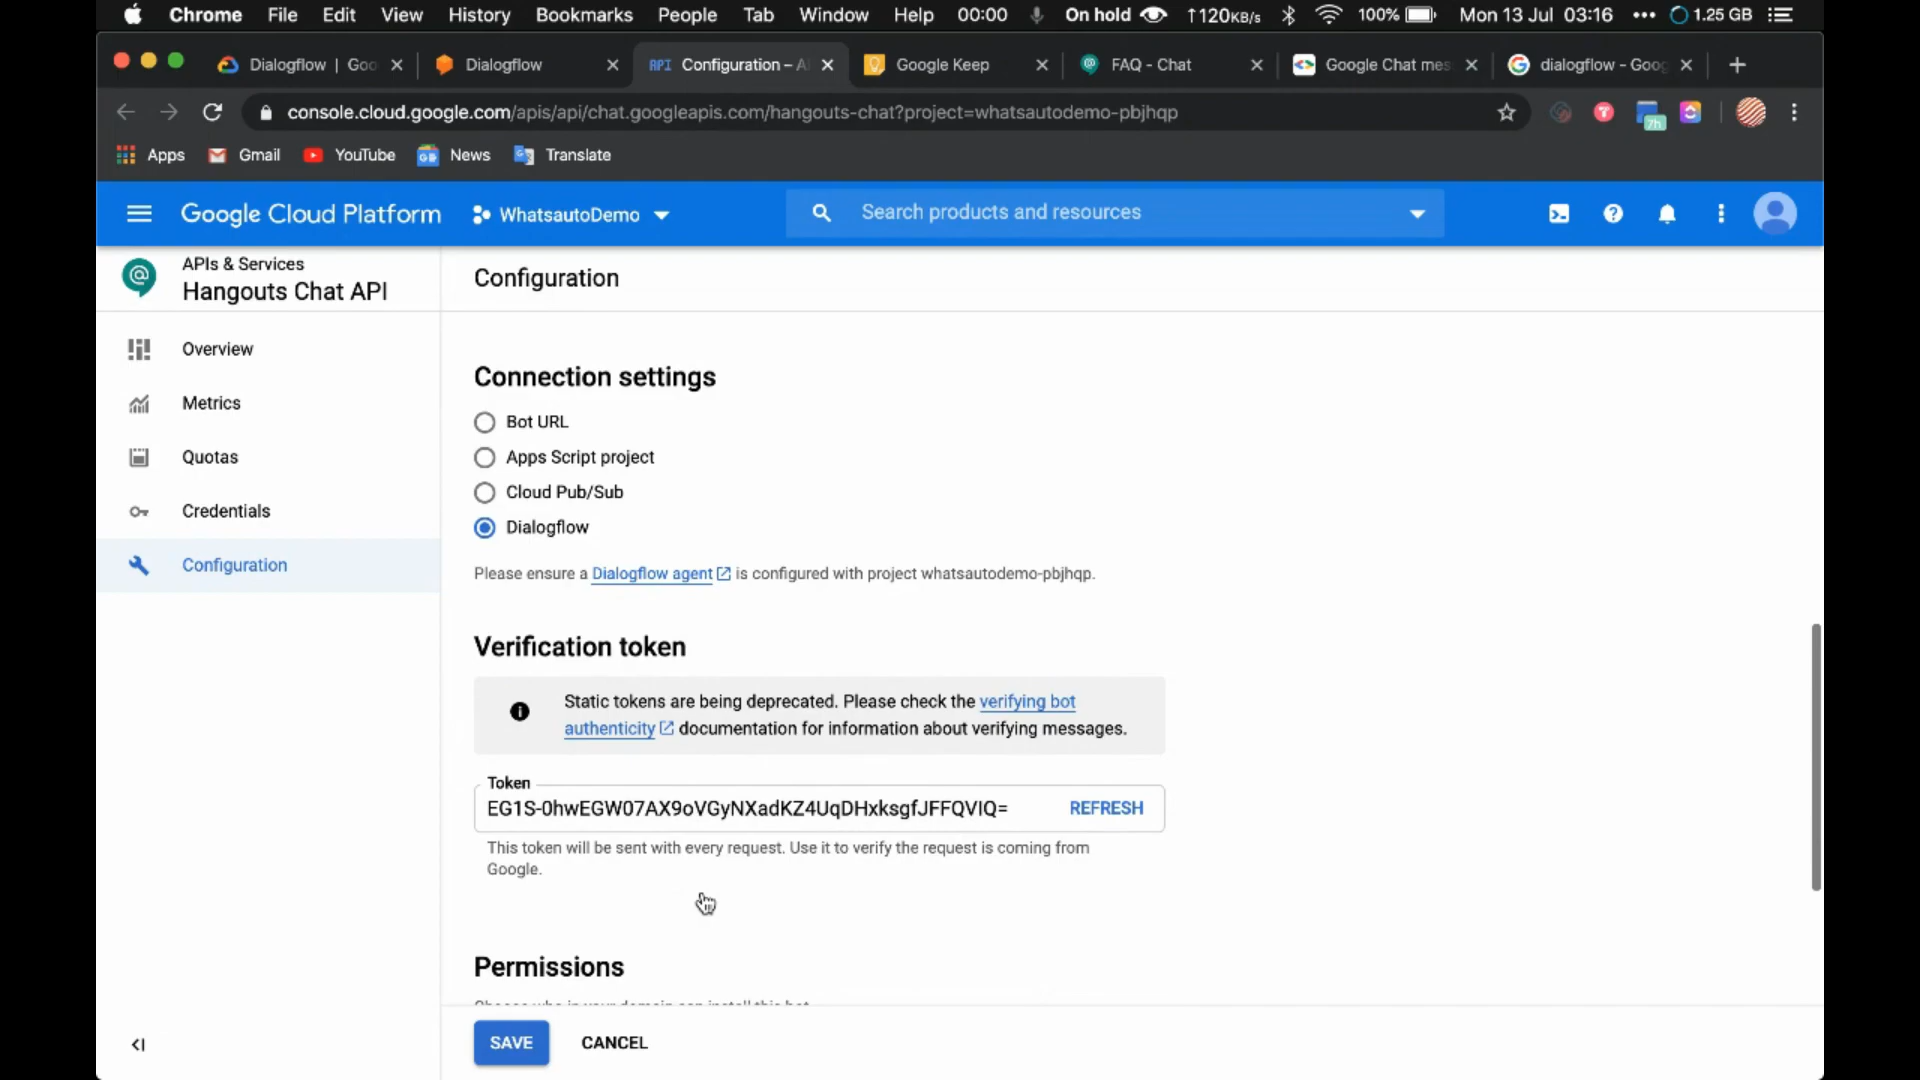 Chrome File Edit View History Bookmarks People Tab Window Help 00:00 On hold ↑120KB/s 100% Mon 13 Jul 03:16 ••• 1.25 GB
Dialogflow | Goo Dialogflow API Configuration – A Google Keep FAQ - Chat Google Chat mes dialogflow - Goog
console.cloud.google.com/apis/api/chat.googleapis.com/hangouts-chat?project=whatsautodemo-pbjhqp 7h
Apps Gmail YouTube News Translate
Google Cloud Platform WhatsautoDemo Search products and resources
APIs & Services
Hangouts Chat API
Configuration
Overview
Metrics
Quotas
Credentials
Configuration
Connection settings
Bot URL
Apps Script project
Cloud Pub/Sub
Dialogflow
Please ensure a Dialogflow agent is configured with project whatsautodemo-pbjhqp.
Verification token
Static tokens are being deprecated. Please check the verifying bot
authenticity documentation for information about verifying messages.
Token
EG1S-0hwEGW07AX9oVGyNXadKZ4UqDHxksgfJFFQVIQ= REFRESH
This token will be sent with every request. Use it to verify the request is coming from
Google.
Permissions
Choose who in your domain can install this bot
SAVE CANCEL